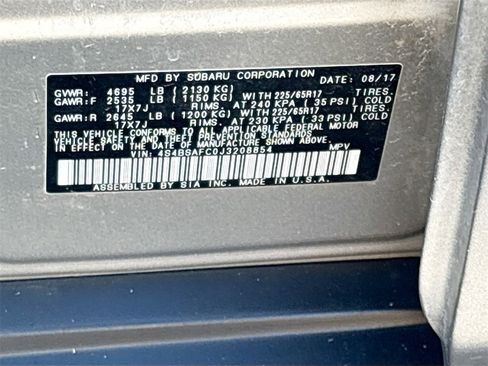 MFD BY SUBARU CORPORATION DATE: 08/17
GVWR: 4695 LB (2130 KG)
GAWR:F 2535 LB (1150 KG) WITH 225/65R17 TIRES.
17X7J RIMS. AT 240 KPA (35 PSI) COLD
GAWR:R 2645 LB (1200 KG) WITH 225/65R17 TIRES.
17X7J RIMS. AT 230 KPA (33 PSI) COLD
THIS VEHICLE CONFORMS TO ALL APPLICABLE FEDERAL MOTOR
VEHICLE SAFETY, BUMPER, AND THEFT PREVENTION
STANDARDS IN EFFECT ON THE DATE OF MANUFACTURE SHOWN ABOVE.
VIN: 4S4BSAFC0J3208854 MPV
ASSEMBLED BY SIA INC. MADE IN U.S.A.